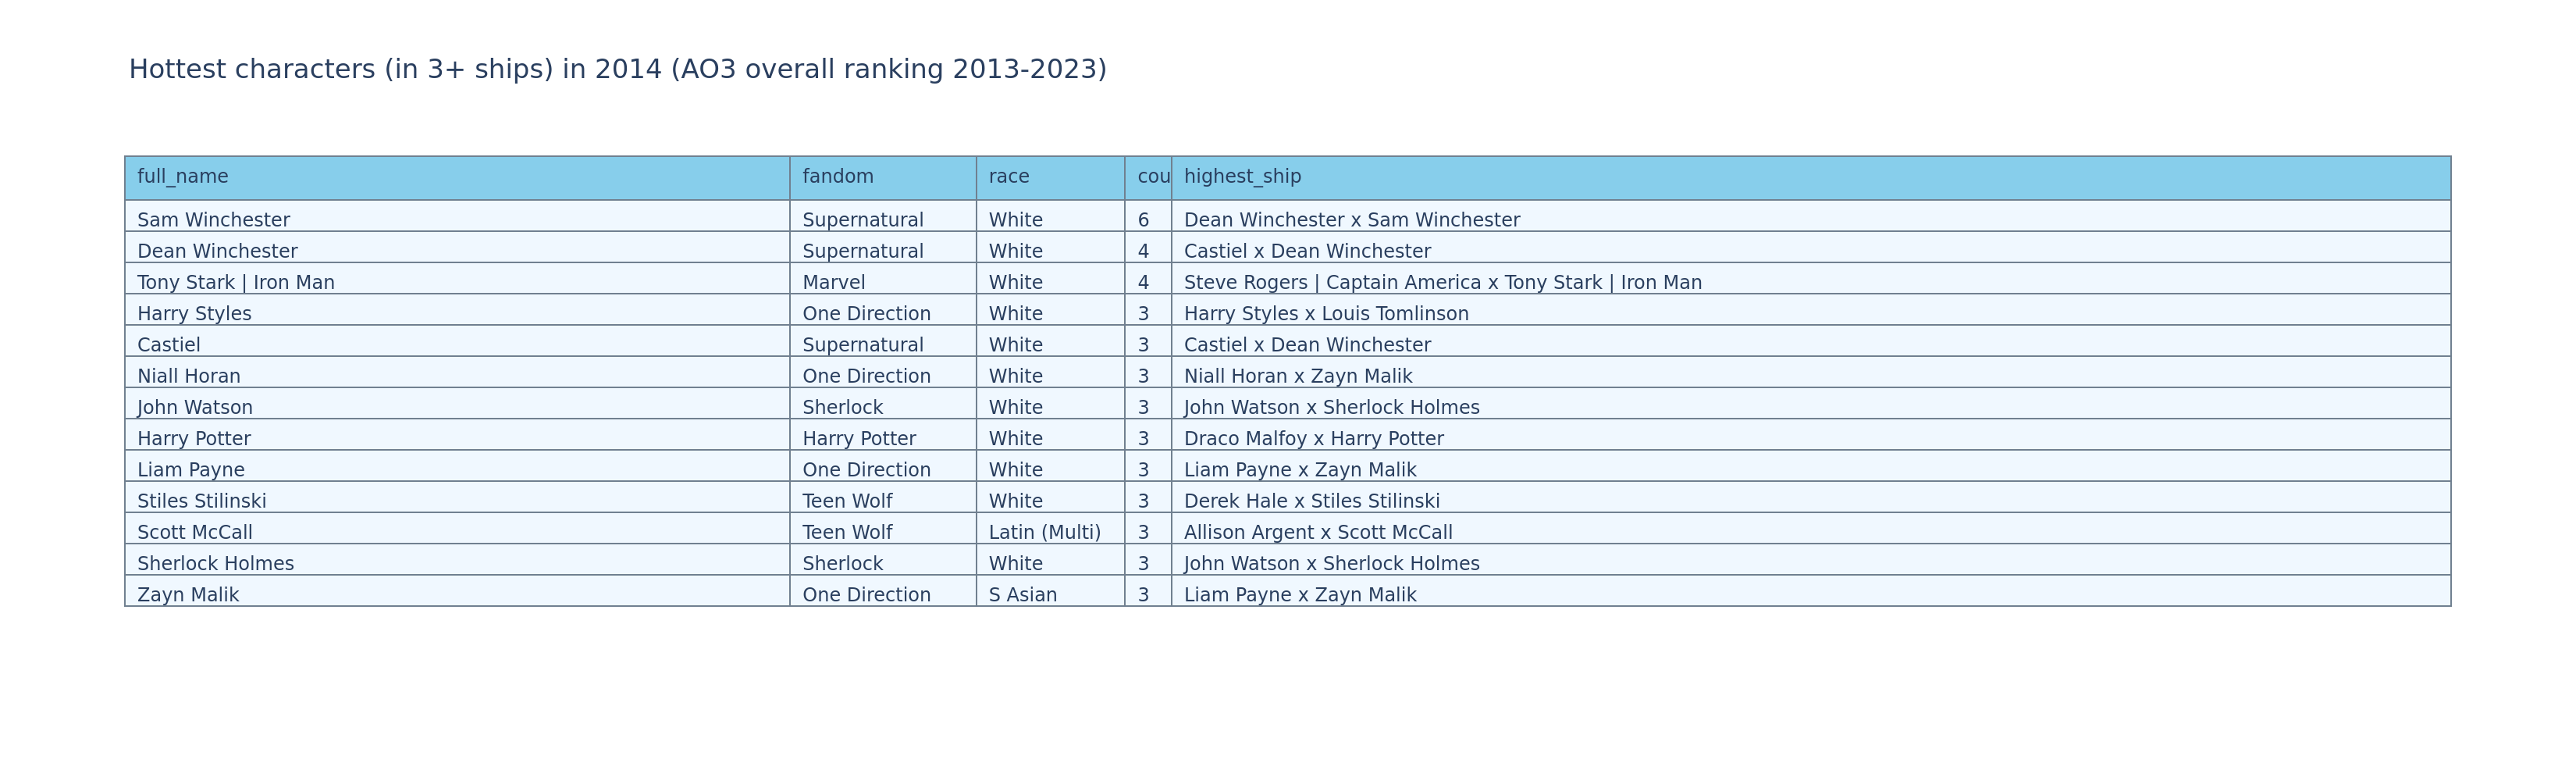 Hottest characters (in 3+ ships) in 2014 (AO3 overall ranking 2013-2023)
full_name fandom race cou highest_ship
Sam Winchester Supernatural White 6 Dean Winchester x Sam Winchester
Dean Winchester Supernatural White 4 Castiel x Dean Winchester
Tony Stark | Iron Man Marvel White 4 Steve Rogers | Captain America x Tony Stark | Iron Man
Harry Styles One Direction White 3 Harry Styles x Louis Tomlinson
Castiel Supernatural White 3 Castiel x Dean Winchester
Niall Horan One Direction White 3 Niall Horan x Zayn Malik
John Watson Sherlock White 3 John Watson x Sherlock Holmes
Harry Potter Harry Potter White 3 Draco Malfoy x Harry Potter
Liam Payne One Direction White 3 Liam Payne x Zayn Malik
Stiles Stilinski Teen Wolf White 3 Derek Hale x Stiles Stilinski
Scott McCall Teen Wolf Latin (Multi) 3 Allison Argent x Scott McCall
Sherlock Holmes Sherlock White 3 John Watson x Sherlock Holmes
Zayn Malik One Direction S Asian 3 Liam Payne x Zayn Malik